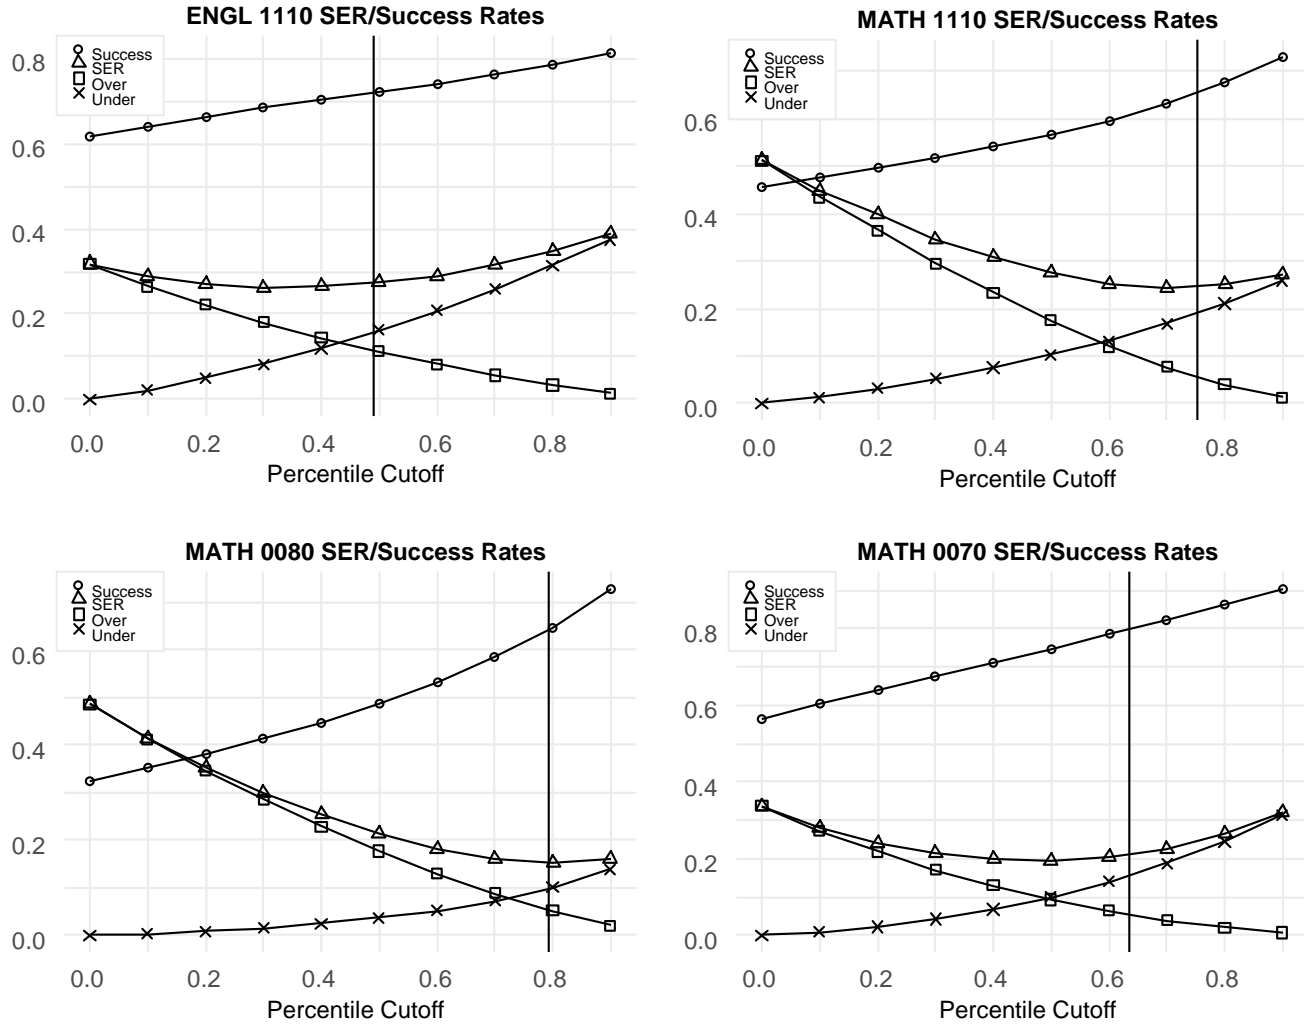 ENGL 1110 SER/Success Rates
Success
SER
Over
Under
0.8
0.6
0.4
0.2
0.0
0.0 0.2 0.4 0.6 0.8
Percentile Cutoff
MATH 1110 SER/Success Rates
Success
SER
Over
Under
0.6
0.4
0.2
0.0
0.0 0.2 0.4 0.6 0.8
Percentile Cutoff
MATH 0080 SER/Success Rates
Success
SER
Over
Under
0.6
0.4
0.2
0.0
0.0 0.2 0.4 0.6 0.8
Percentile Cutoff
MATH 0070 SER/Success Rates
Success
SER
Over
Under
0.8
0.6
0.4
0.2
0.0
0.0 0.2 0.4 0.6 0.8
Percentile Cutoff